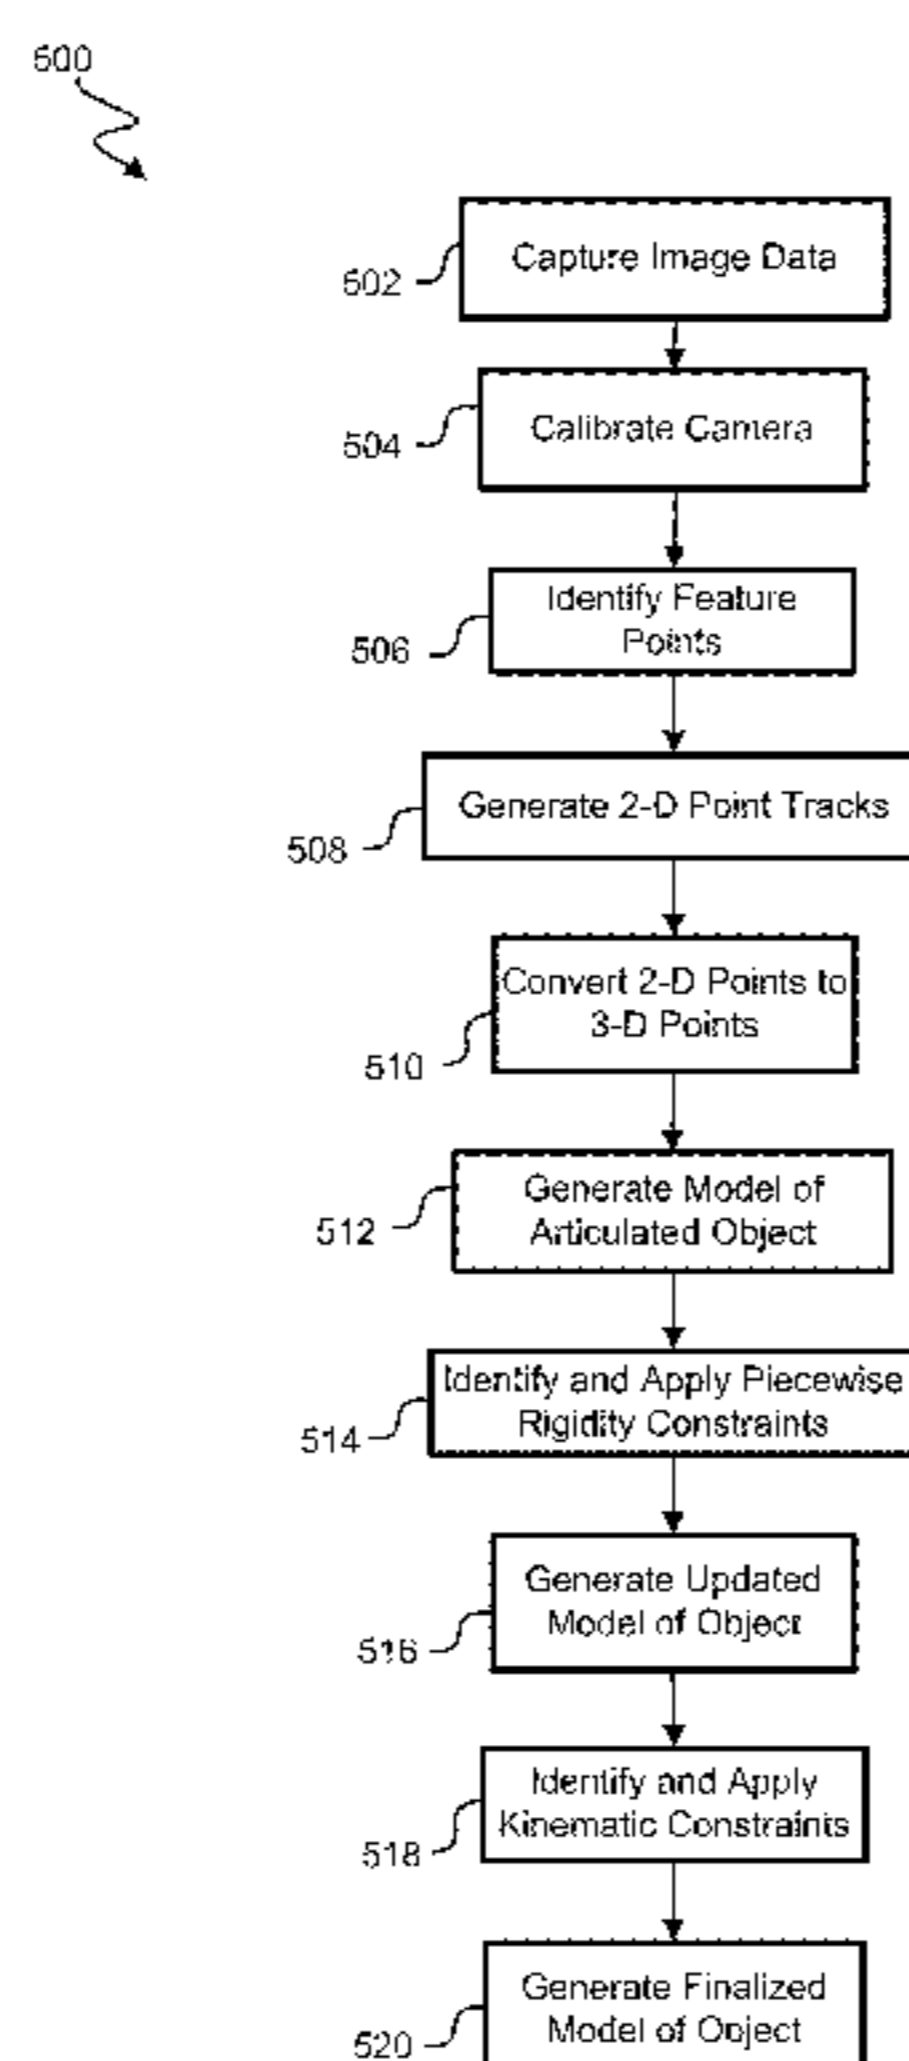 500
Capture Image Data
502
Calibrate Camera
504
Identify Feature
Points
506
Generate 2-D Point Tracks
508
Convert 2-D Points to
3-D Points
510
Generate Model of
Articulated Object
512
Identify and Apply Piecewise
Rigidity Constraints
514
Generate Updated
Model of Object
516
Identify and Apply
Kinematic Constraints
518
Generate Finalized
Model of Object
520